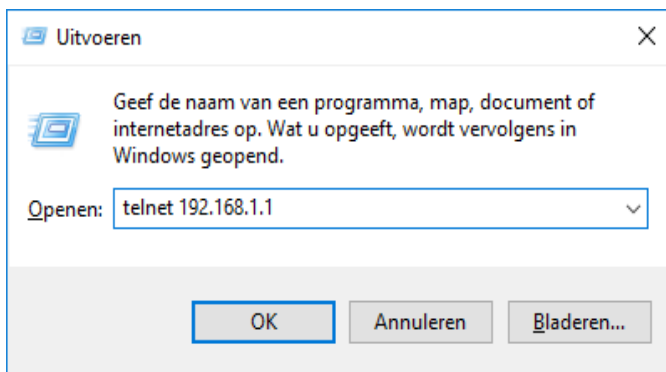 Uitvoeren
Geef de naam van een programma, map, document of
internetadres op. Wat u opgeeft, wordt vervolgens in
Windows geopend.
Openen: telnet 192.168.1.1
OK Annuleren Bladeren...